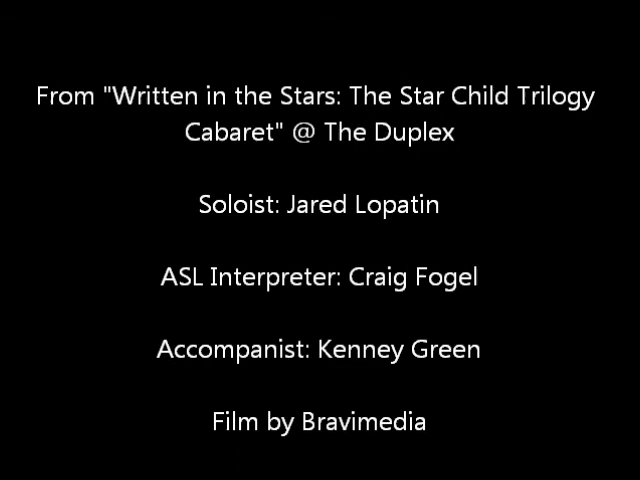 From "Written in the Stars: The Star Child Trilogy
Cabaret" @ The Duplex
Soloist: Jared Lopatin
ASL Interpreter: Craig Fogel
Accompanist: Kenney Green
Film by Bravimedia